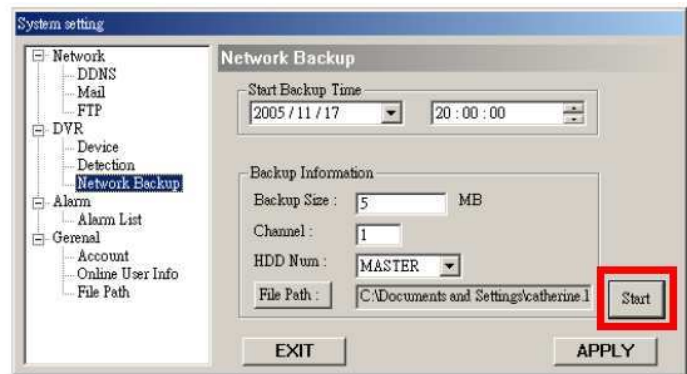 System setting
Network
DDNS
Mail
FTP
DVR
Device
Detection
Network Backup
Alarm
Alarm List
Gerenal
Account
Online User Info
File Path
Network Backup
Start Backup Time
2005 / 11 / 17 20 : 00 : 00
Backup Information
Backup Size : 5 MB
Channel : 1
HDD Num : MASTER
File Path : C:\Documents and Settings\catherine.l Start
EXIT APPLY